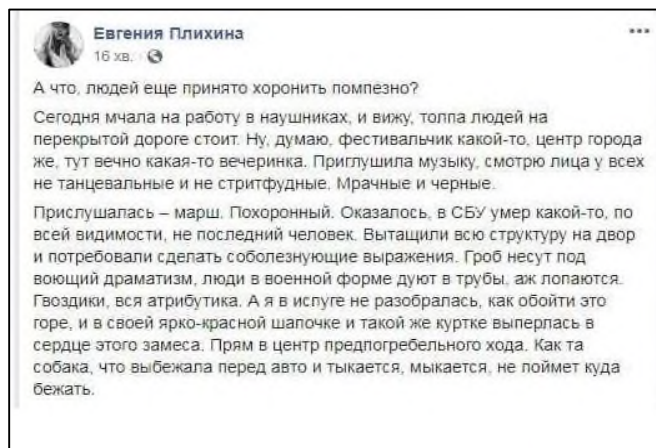 Евгения Плихина
16 хв.
А что, людей еще принято хоронить помпезно?
Сегодня мчала на работу в наушниках, и вижу, толпа людей на
перекрытой дороге стоит. Ну, думаю, фестивальчик какой-то, центр города
же, тут вечно какая-то вечеринка. Приглушила музыку, смотрю лица у всех
не танцевальные и не стритфудные. Мрачные и черные.
Прислушалась – марш. Похоронный. Оказалось, в СБУ умер какой-то, по
всей видимости, не последний человек. Вытащили всю структуру на двор
и потребовали сделать соболезнующие выражения. Гроб несут под
воющий драматизм, люди в военной форме дуют в трубы, аж лопаются.
Гвоздики, вся атрибутика. А я в испуге не разобралась, как обойти это
горе, и в своей ярко-красной шапочке и такой же куртке выперлась в
сердце этого замеса. Прям в центр предпогребельного хода. Как та
собака, что выбежала перед авто и тыкается, мыкается, не поймет куда
бежать.